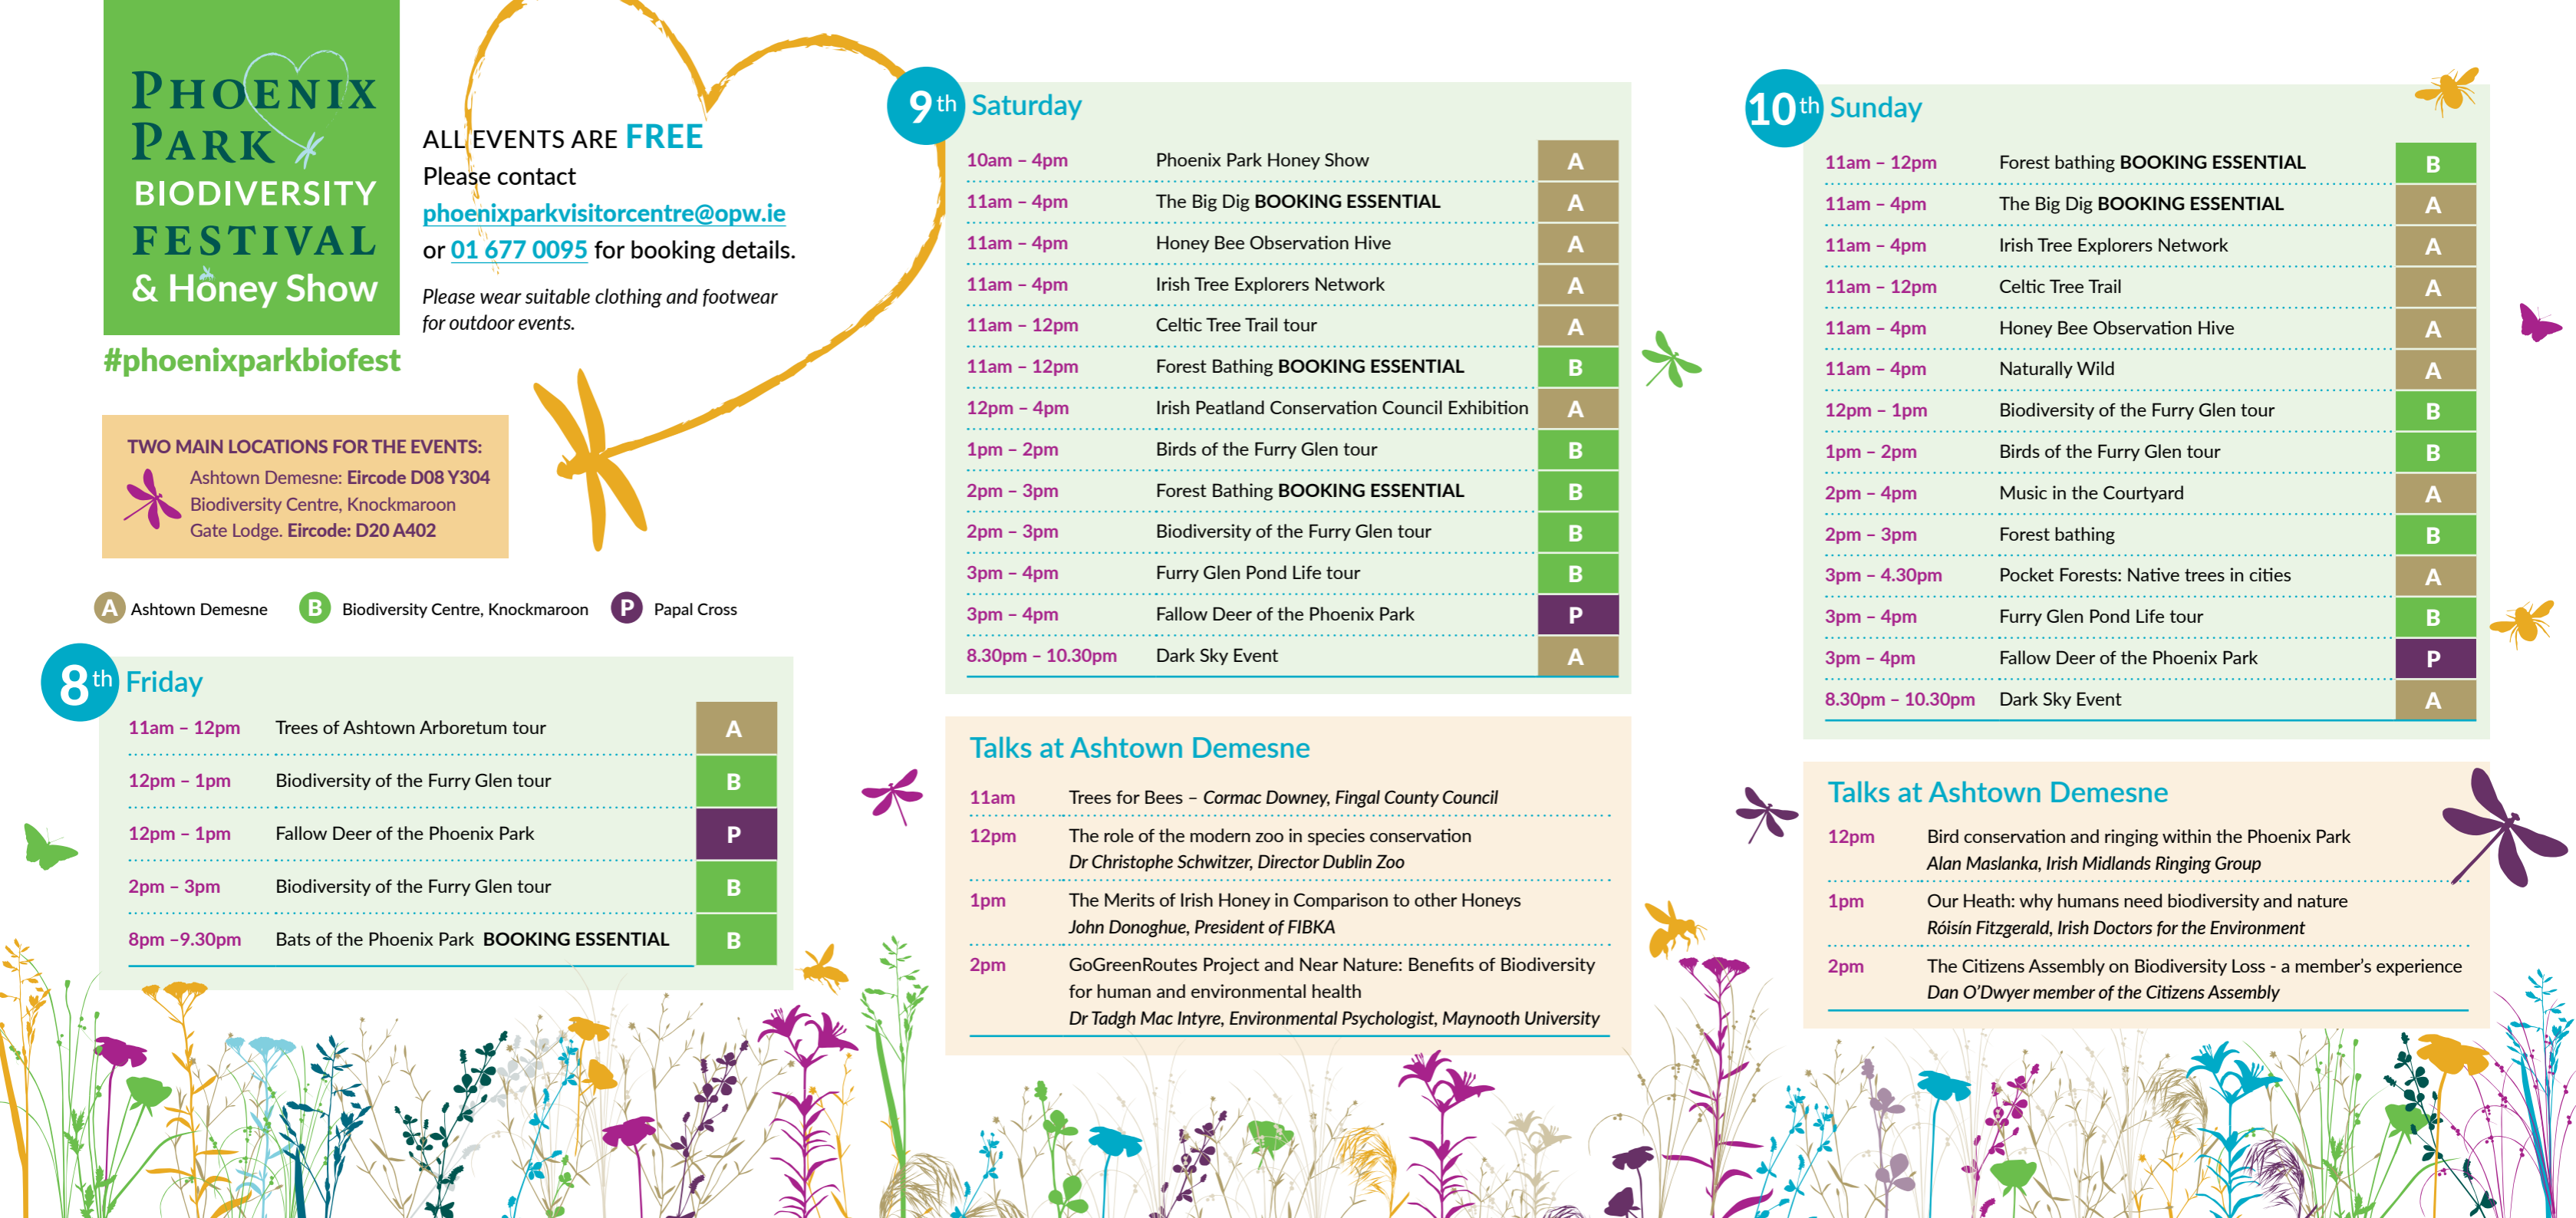 PHOENIX
PARK
BIODIVERSITY
FESTIVAL
& Honey Show
#phoenixparkbiofest
ALL EVENTS ARE FREE
Please contact
phoenixparkvisitorcentre@opw.ie
or 01 677 0095 for booking details.
Please wear suitable clothing and footwear
for outdoor events.
TWO MAIN LOCATIONS FOR THE EVENTS:
Ashtown Demesne: Eircode D08 Y304
Biodiversity Centre, Knockmaroon
Gate Lodge. Eircode: D20 A402
A Ashtown Demesne B Biodiversity Centre, Knockmaroon P Papal Cross
8th Friday
11am – 12pm Trees of Ashtown Arboretum tour A
12pm – 1pm Biodiversity of the Furry Glen tour B
12pm – 1pm Fallow Deer of the Phoenix Park P
2pm – 3pm Biodiversity of the Furry Glen tour B
8pm –9.30pm Bats of the Phoenix Park BOOKING ESSENTIAL B
9th Saturday
10am – 4pm Phoenix Park Honey Show A
11am – 4pm The Big Dig BOOKING ESSENTIAL A
11am – 4pm Honey Bee Observation Hive A
11am – 4pm Irish Tree Explorers Network A
11am – 12pm Celtic Tree Trail tour A
11am – 12pm Forest Bathing BOOKING ESSENTIAL B
12pm – 4pm Irish Peatland Conservation Council Exhibition A
1pm – 2pm Birds of the Furry Glen tour B
2pm – 3pm Forest Bathing BOOKING ESSENTIAL B
2pm – 3pm Biodiversity of the Furry Glen tour B
3pm – 4pm Furry Glen Pond Life tour B
3pm – 4pm Fallow Deer of the Phoenix Park P
8.30pm – 10.30pm Dark Sky Event A
Talks at Ashtown Demesne
11am Trees for Bees – Cormac Downey, Fingal County Council
12pm The role of the modern zoo in species conservation
Dr Christophe Schwitzer, Director Dublin Zoo
1pm The Merits of Irish Honey in Comparison to other Honeys
John Donoghue, President of FIBKA
2pm GoGreenRoutes Project and Near Nature: Benefits of Biodiversity
for human and environmental health
Dr Tadgh Mac Intyre, Environmental Psychologist, Maynooth University
10th Sunday
11am – 12pm Forest bathing BOOKING ESSENTIAL B
11am – 4pm The Big Dig BOOKING ESSENTIAL A
11am – 4pm Irish Tree Explorers Network A
11am – 12pm Celtic Tree Trail A
11am – 4pm Honey Bee Observation Hive A
11am – 4pm Naturally Wild A
12pm – 1pm Biodiversity of the Furry Glen tour B
1pm – 2pm Birds of the Furry Glen tour B
2pm – 4pm Music in the Courtyard A
2pm – 3pm Forest bathing B
3pm – 4.30pm Pocket Forests: Native trees in cities A
3pm – 4pm Furry Glen Pond Life tour B
3pm – 4pm Fallow Deer of the Phoenix Park P
8.30pm – 10.30pm Dark Sky Event A
Talks at Ashtown Demesne
12pm Bird conservation and ringing within the Phoenix Park
Alan Maslanka, Irish Midlands Ringing Group
1pm Our Heath: why humans need biodiversity and nature
Róisín Fitzgerald, Irish Doctors for the Environment
2pm The Citizens Assembly on Biodiversity Loss - a member’s experience
Dan O’Dwyer member of the Citizens Assembly